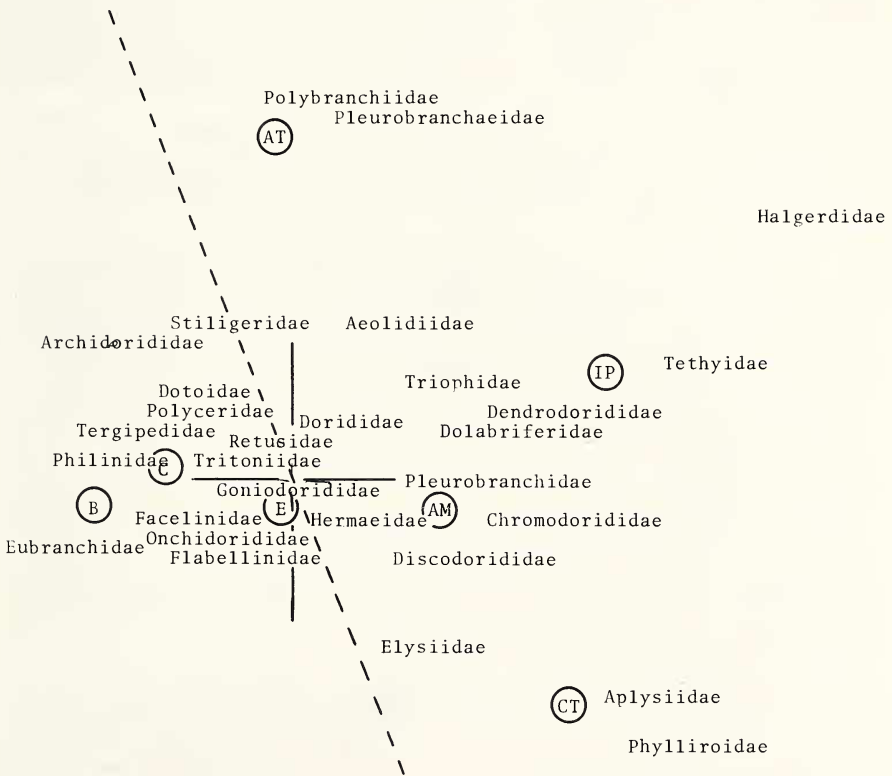 Polybranchiidae
Pleurobranchaeidae
AT
Halgerdidae
Stiligeridae Aeolidiidae
Archidorididae
Tethyidae
IP
Triophidae
Dotoidae
Polyceridae Dendrodorididae
Doridae
Tergipedidae Dolabriferidae
Retusidae
Philinidae C Tritoniidae
Pleurobranchidae
Goniodorididae
B E AM
Facelinidae Hermaeidae Chromodorididae
Onchidorididae
Eubranchidae
Flabellinidae Discodorididae
Elysiidae
Aplysiidae
CT
Phylliroidae